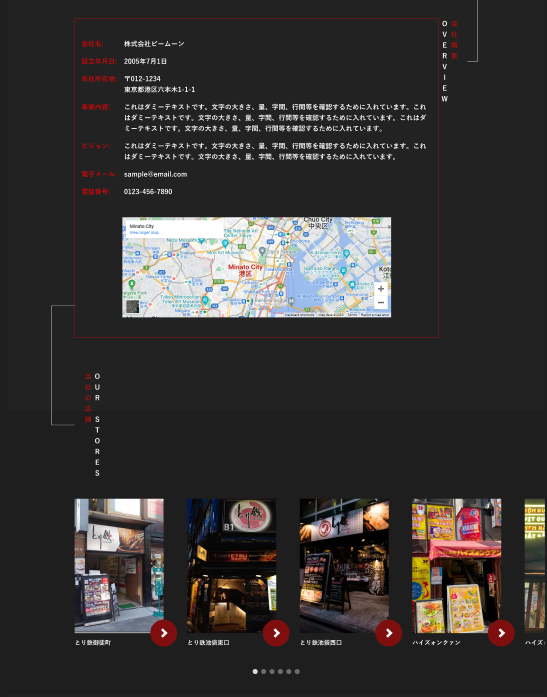 OVERVIEW
会社概要
会社名:
株式会社ビームーン
設立年月日:
2005年7月1日
本社所在地:
〒012-1234
東京都港区六本木1-1-1
事業内容:
これはダミーテキストです。文字の大きさ、量、字間、行間等を確認するために入れています。これ
はダミーテキストです。文字の大きさ、量、字間、行間等を確認するために入れています。これはダ
ミーテキストです。文字の大きさ、量、字間、行間等を確認するために入れています。
ビジョン:
これはダミーテキストです。文字の大きさ、量、字間、行間等を確認するために入れています。これ
はダミーテキストです。文字の大きさ、量、字間、行間等を確認するために入れています。
電子メール:
sample@email.com
電話番号:
0123-456-7890
Minato City
View larger map
Chuo City
中央区
Minato City
港区
OUR STORES
当社の店舗
B1
とり鉄御徒町
とり鉄池袋東口
とり鉄池袋西口
ハイズオンクァン
ハイズ